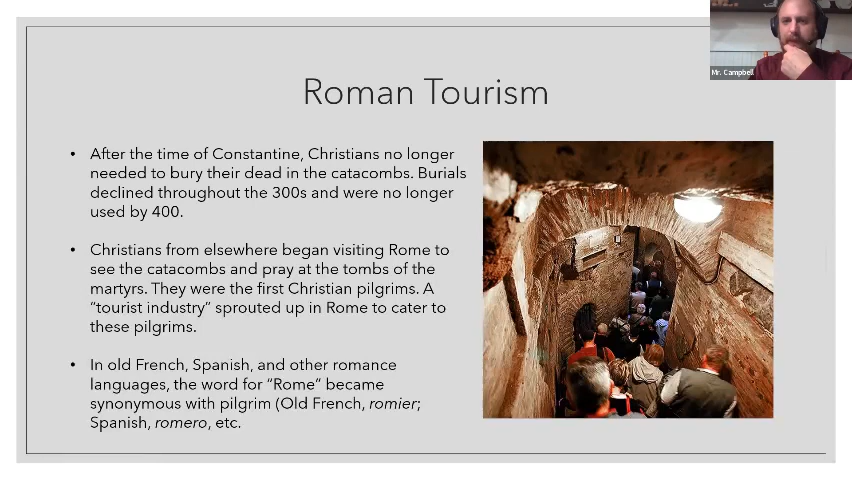 Mr. Campbell
Roman Tourism
• After the time of Constantine, Christians no longer
needed to bury their dead in the catacombs. Burials
declined throughout the 300s and were no longer
used by 400.
• Christians from elsewhere began visiting Rome to
see the catacombs and pray at the tombs of the
martyrs. They were the first Christian pilgrims. A
“tourist industry” sprouted up in Rome to cater to
these pilgrims.
• In old French, Spanish, and other romance
languages, the word for “Rome” became
synonymous with pilgrim (Old French, romier;
Spanish, romero, etc.